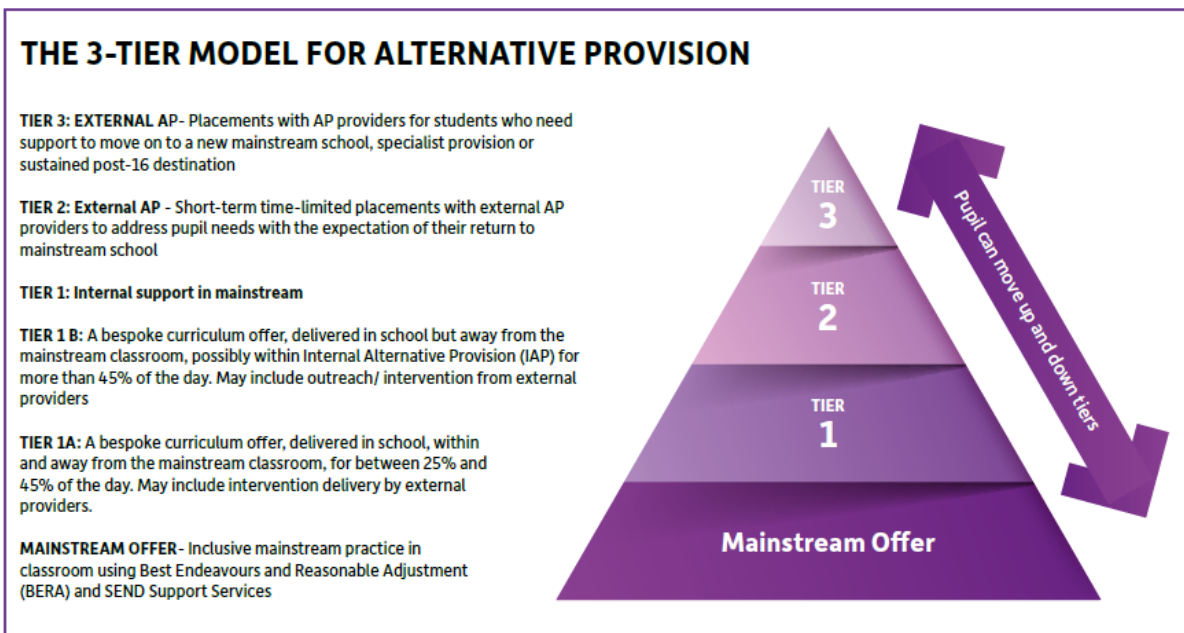 THE 3-TIER MODEL FOR ALTERNATIVE PROVISION
TIER 3: EXTERNAL AP- Placements with AP providers for students who need
support to move on to a new mainstream school, specialist provision or
sustained post-16 destination
TIER 2: External AP - Short-term time-limited placements with external AP
providers to address pupil needs with the expectation of their return to
mainstream school
TIER 1: Internal support in mainstream
TIER 1 B: A bespoke curriculum offer, delivered in school but away from the
mainstream classroom, possibly within Internal Alternative Provision (IAP) for
more than 45% of the day. May include outreach/ intervention from external
providers
TIER 1A: A bespoke curriculum offer, delivered in school, within
and away from the mainstream classroom, for between 25% and
45% of the day. May include intervention delivery by external
providers.
MAINSTREAM OFFER- Inclusive mainstream practice in
classroom using Best Endeavours and Reasonable Adjustment
(BERA) and SEND Support Services
TIER
3
TIER
2
TIER
1
Mainstream Offer
Pupil can move up and down tiers